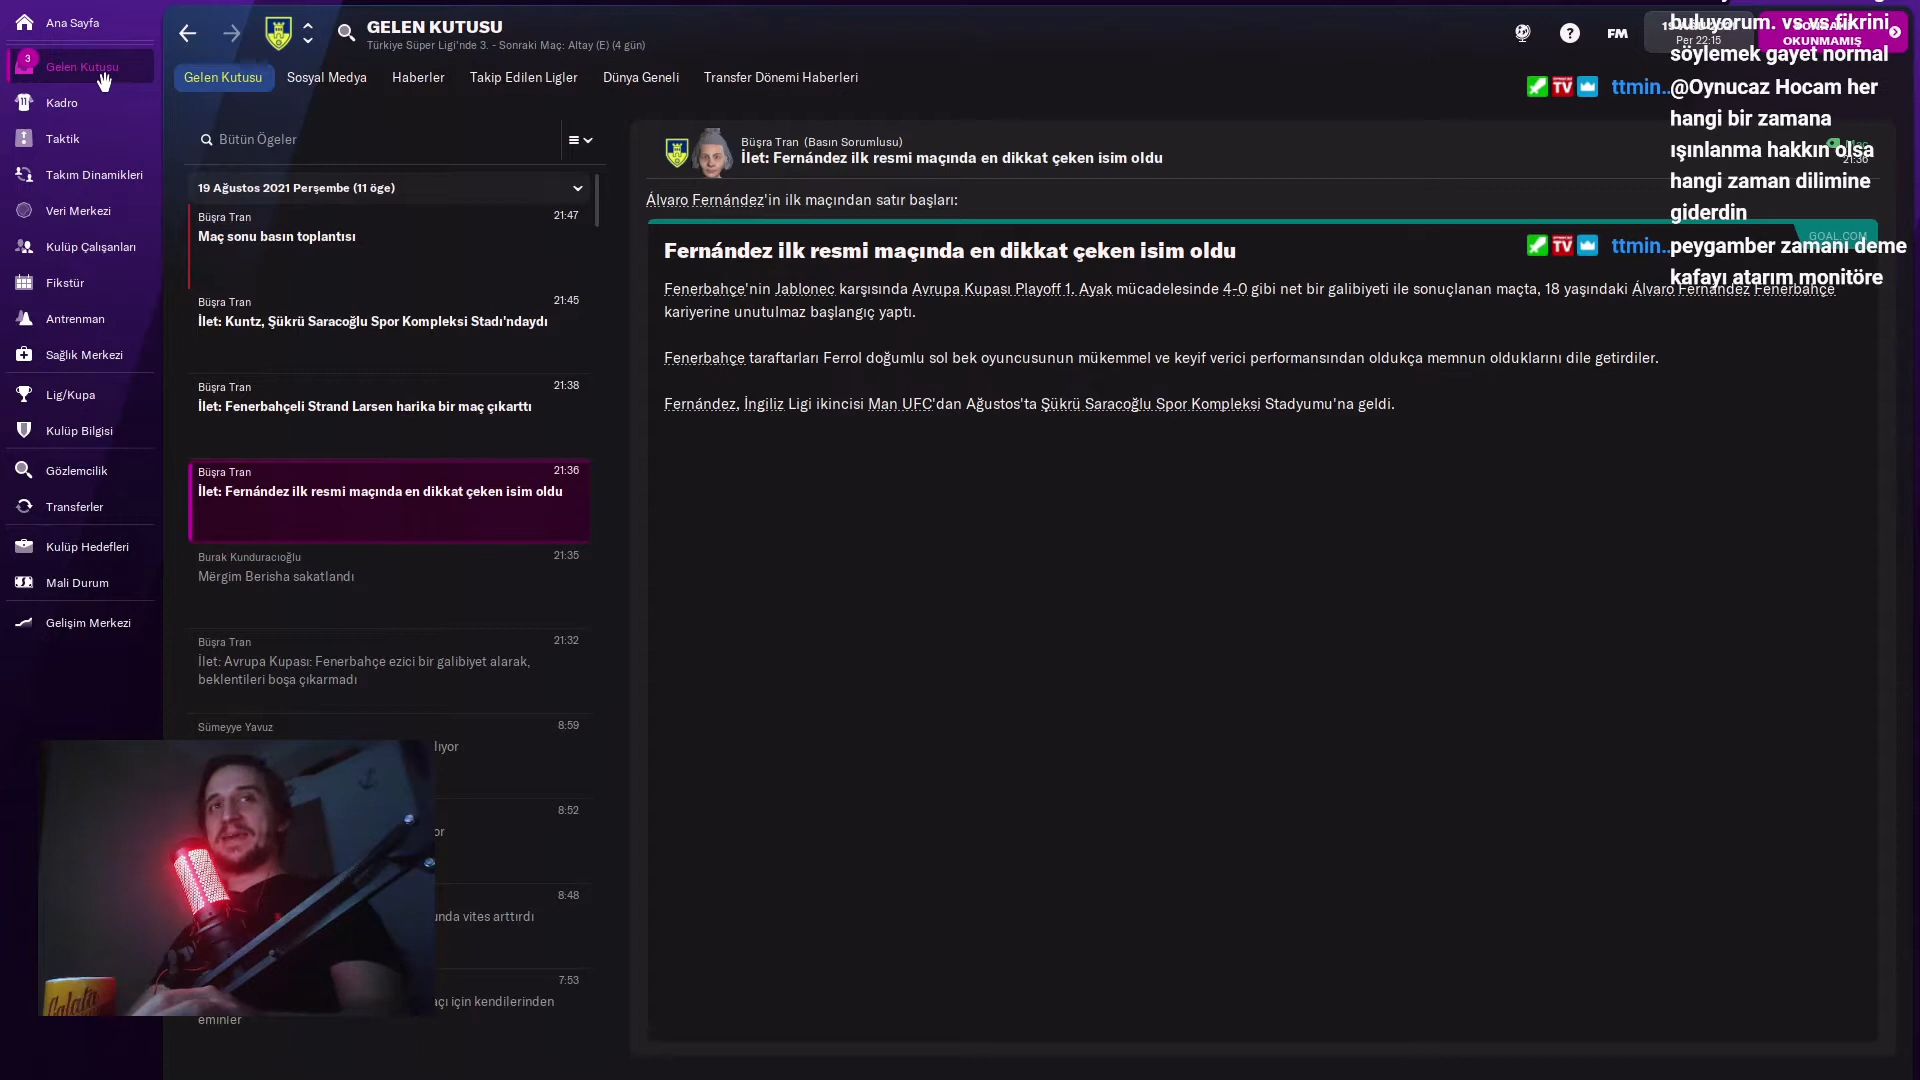 Ana Sayfa
3
Gelen Kutusu
Kadro
Taktik
Takım Dinamikleri
Veri Merkezi
Kulüp Çalışanları
Fikstür
Antrenman
Sağlık Merkezi
Lig/Kupa
Kulüp Bilgisi
Gözlemcilik
Transferler
Kulüp Hedefleri
Mali Durum
Gelişim Merkezi
GELEN KUTUSU
Türkiye Süper Ligi'nde 3. - Sonraki Maç: Altay (E) (4 gün)
FM
Per 22:15
OKUNMAMIŞ
Gelen Kutusu
Sosyal Medya
Haberler
Takip Edilen Ligler
Dünya Geneli
Transfer Dönemi Haberleri
Bütün Ögeler
19 Ağustos 2021 Perşembe (11 öge)
Büşra Tran 21:47
Maç sonu basın toplantısı
Büşra Tran 21:45
İlet: Kuntz, Şükrü Saracoğlu Spor Kompleksi Stadı'ndaydı
Büşra Tran 21:38
İlet: Fenerbahçeli Strand Larsen harika bir maç çıkarttı
Büşra Tran 21:36
İlet: Fernández ilk resmi maçında en dikkat çeken isim oldu
Burak Kunduracıoğlu 21:35
Mërgim Berisha sakatlandı
Büşra Tran 21:32
İlet: Avrupa Kupası: Fenerbahçe ezici bir galibiyet alarak,
beklentileri boşa çıkarmadı
Sümeyye Yavuz 8:59
8:52
8:48
vites arttırdı
7:53
için kendilerinden
eminler
Büşra Tran (Basın Sorumlusu)
İlet: Fernández ilk resmi maçında en dikkat çeken isim oldu
21:36
Álvaro Fernández'in ilk maçından satır başları:
GOAL.COM
Fernández ilk resmi maçında en dikkat çeken isim oldu
Fenerbahçe'nin Jablonec karşısında Avrupa Kupası Playoff 1. Ayak mücadelesinde 4-0 gibi net bir galibiyeti ile sonuçlanan maçta, 18 yaşındaki Álvaro Fernández Fenerbahçe
kariyerine unutulmaz başlangıç yaptı.
Fenerbahçe taraftarları Ferrol doğumlu sol bek oyuncusunun mükemmel ve keyif verici performansından oldukça memnun olduklarını dile getirdiler.
Fernández, İngiliz Ligi ikincisi Man UFC'dan Ağustos'ta Şükrü Saracoğlu Spor Kompleksi Stadyumu'na geldi.
buluyorum. vs vs fikrini
söylemek gayet normal
TV ttmin..
@Oynucaz Hocam her
hangi bir zamana
ışınlanma hakkın olsa
hangi zaman dilimine
giderdin
TV ttmin..
peygamber zamanı deme
kafayı atarım monitöre